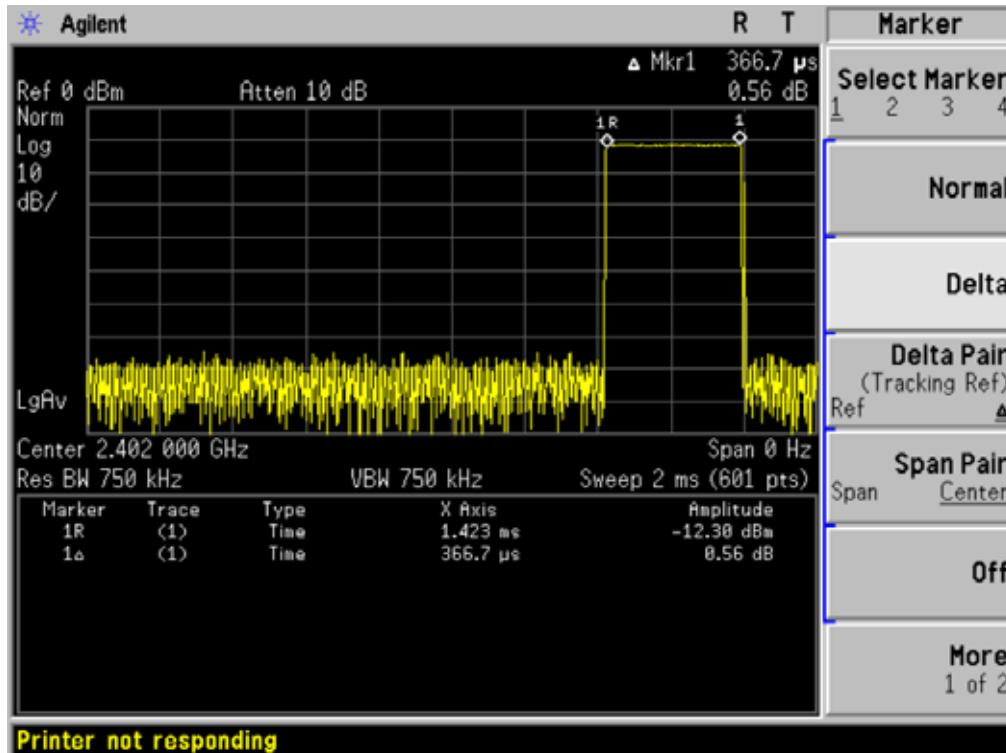 Agilent R T Marker
Δ Mkr1 366.7 µs
Ref 0 dBm Atten 10 dB 0.56 dB
Norm
Log
10
dB/
1R 1
LgAv
Center 2.402 000 GHz Span 0 Hz
Res BW 750 kHz VBW 750 kHz Sweep 2 ms (601 pts)
Marker Trace Type X Axis Amplitude
1R (1) Time 1.423 ms -12.30 dBm
1Δ (1) Time 366.7 µs 0.56 dB
Select Marker
1 2 3 4
Normal
Delta
Delta Pair
(Tracking Ref)
Ref Δ
Span Pair
Span Center
Off
More
1 of 2
Printer not responding